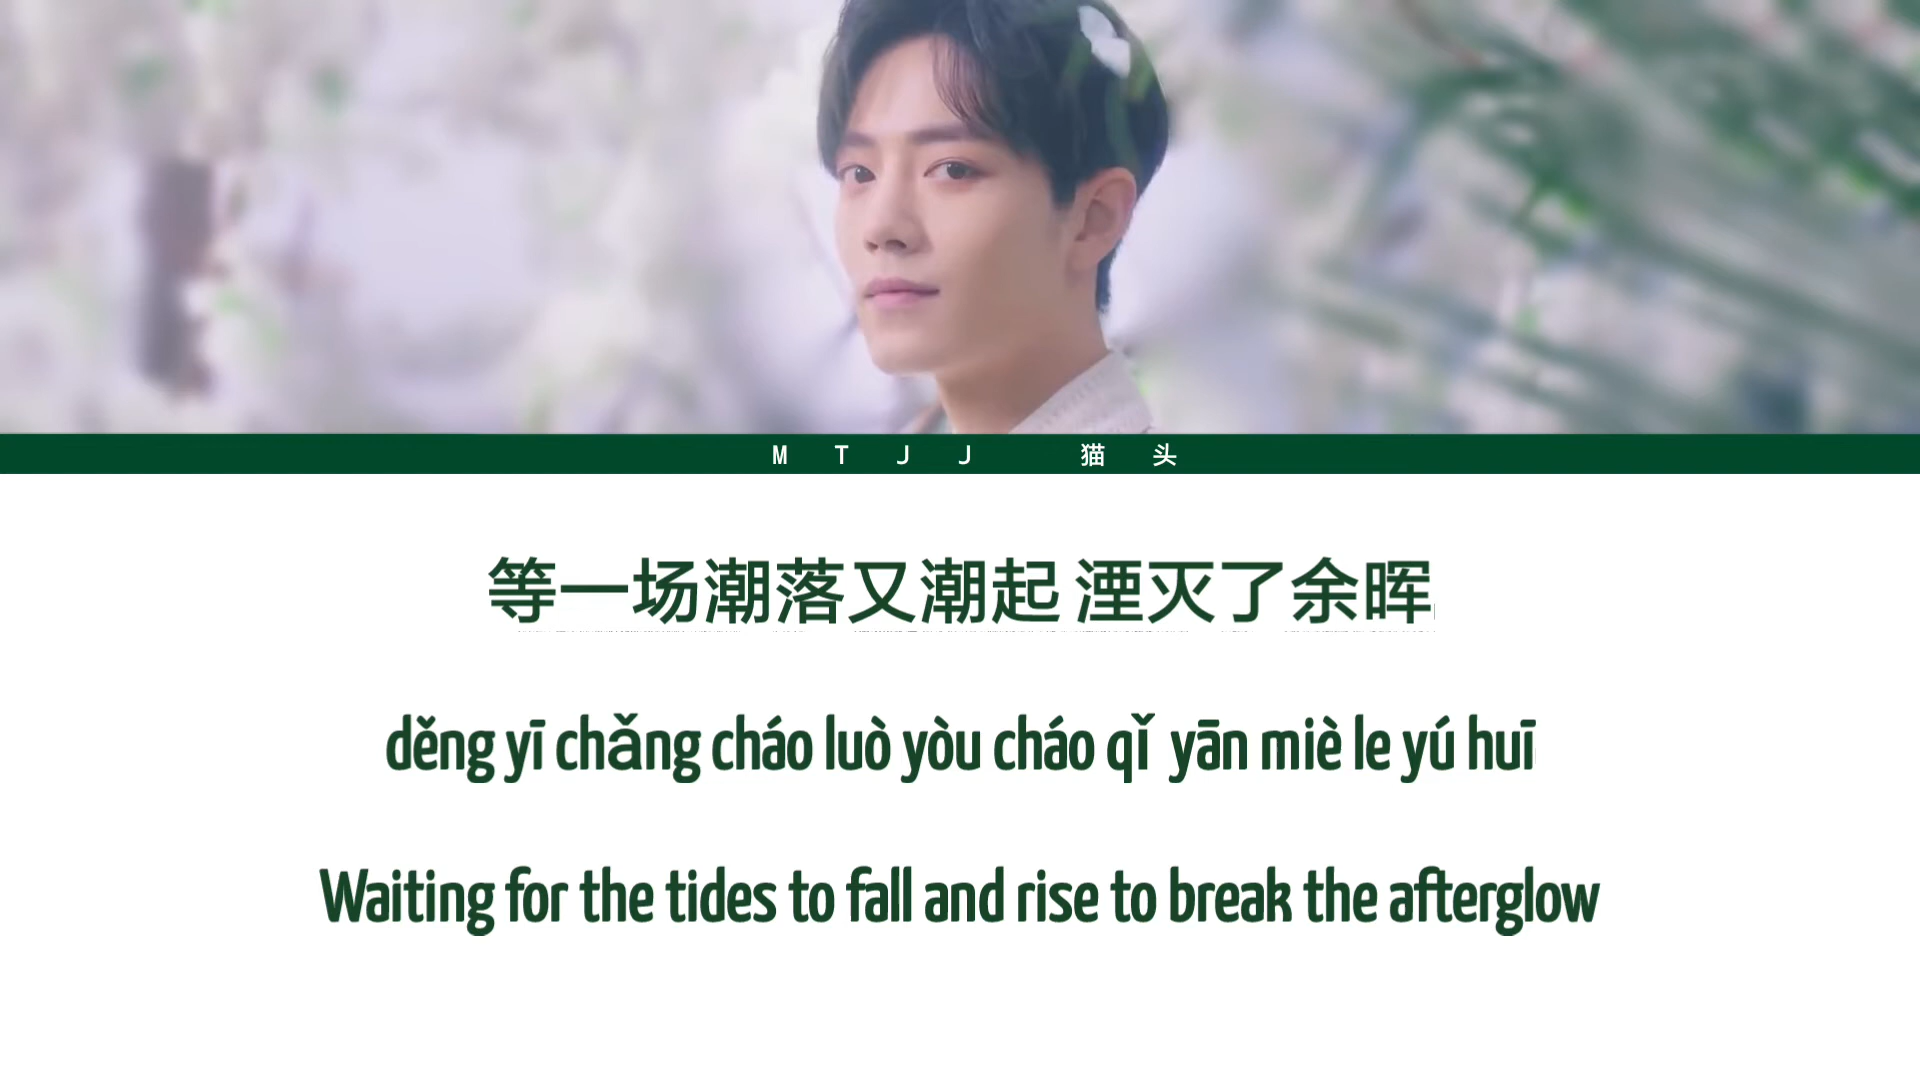 MTJJ 猫头
等一场潮落又潮起 湮灭了余晖
děng yī chǎng cháo luò yòu cháo qǐ yān miè le yú huī
Waiting for the tides to fall and rise to break the afterglow